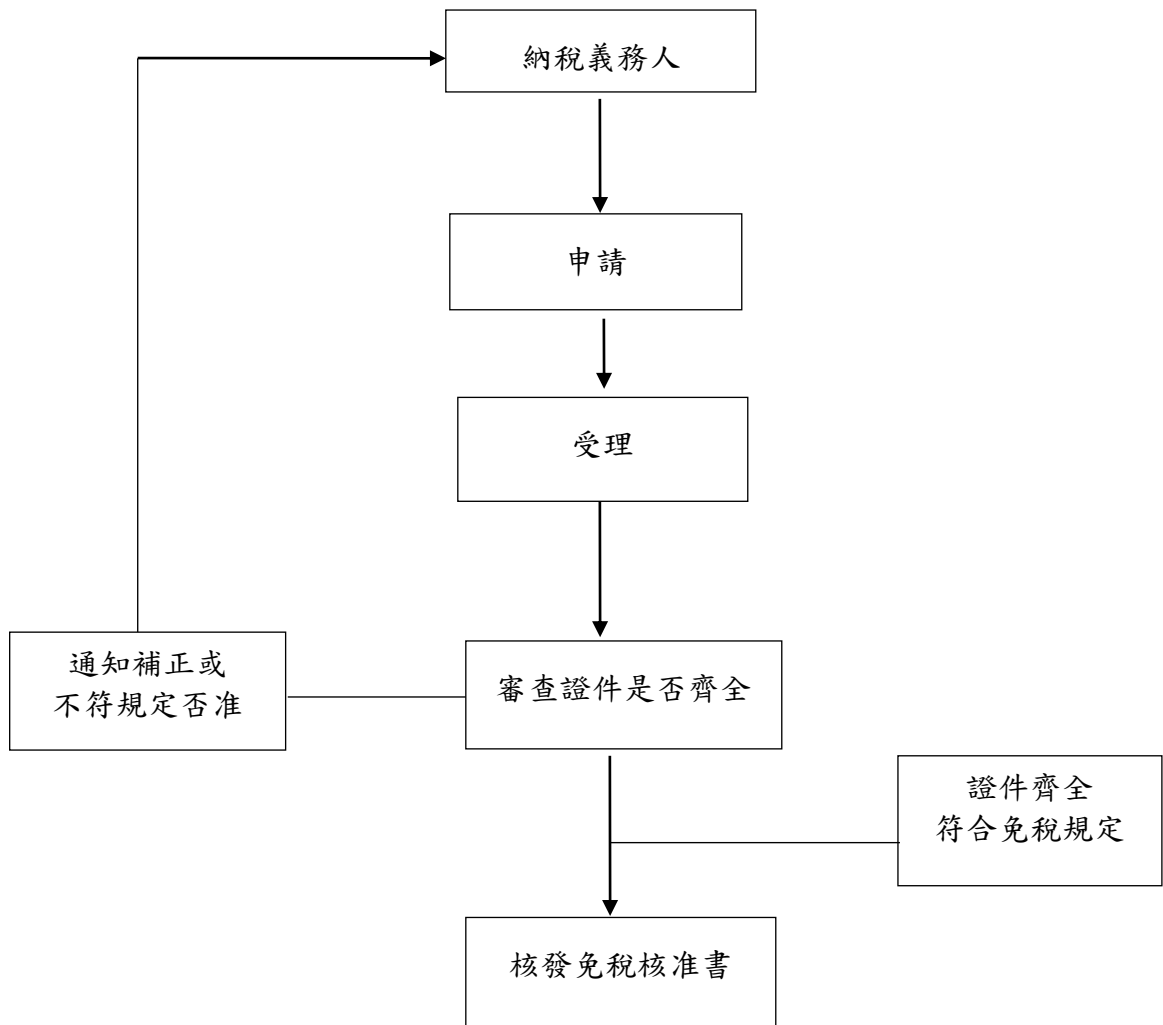 納稅義務人
申請
受理
通知補正或
不符規定否准
審查證件是否齊全
證件齊全
符合免稅規定
核發免稅核准書